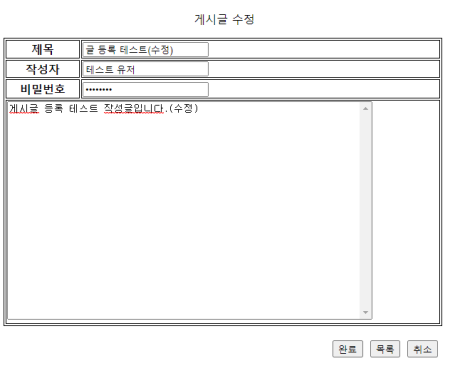 게시글 수정
제목 글 등록 테스트(수정)
작성자 테스트 유저
비밀번호 ••••••••
게시글 등록 테스트 작성글입니다.(수정)
완료 목록 취소